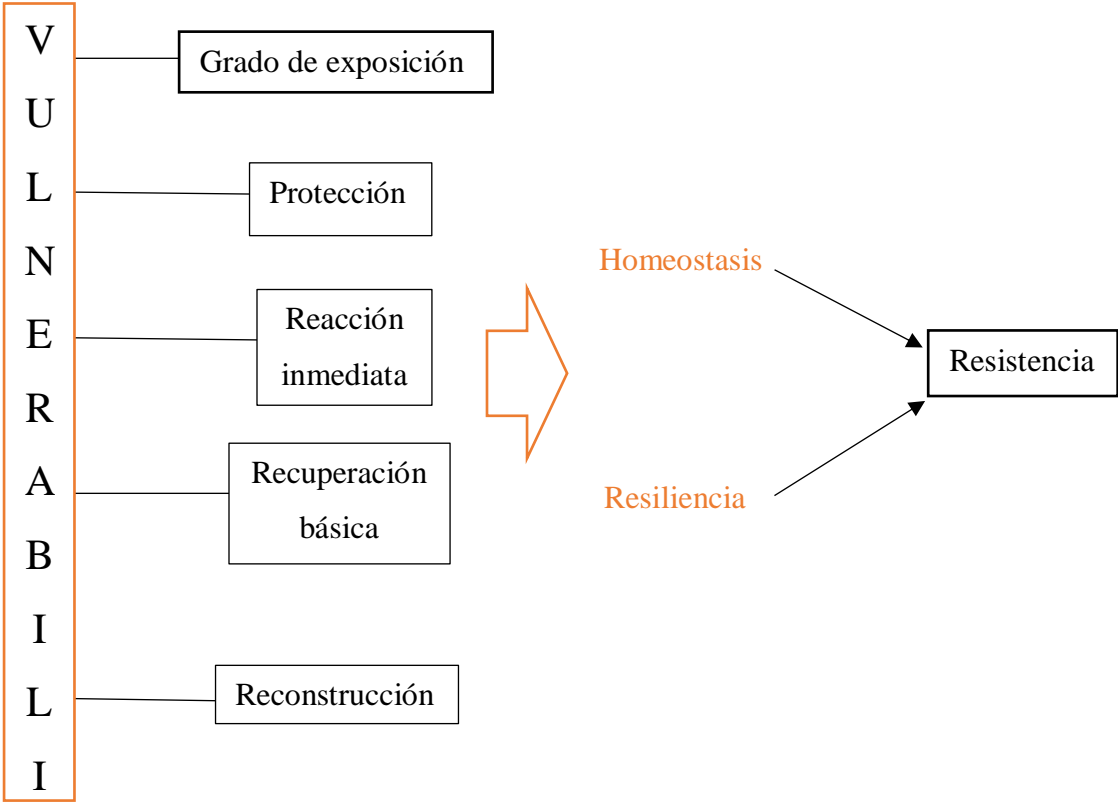 V
U
L
N
E
R
A
B
I
L
I
Grado de exposición
Protección
Reacción
inmediata
Recuperación
básica
Reconstrucción
Homeostasis
Resiliencia
Resistencia